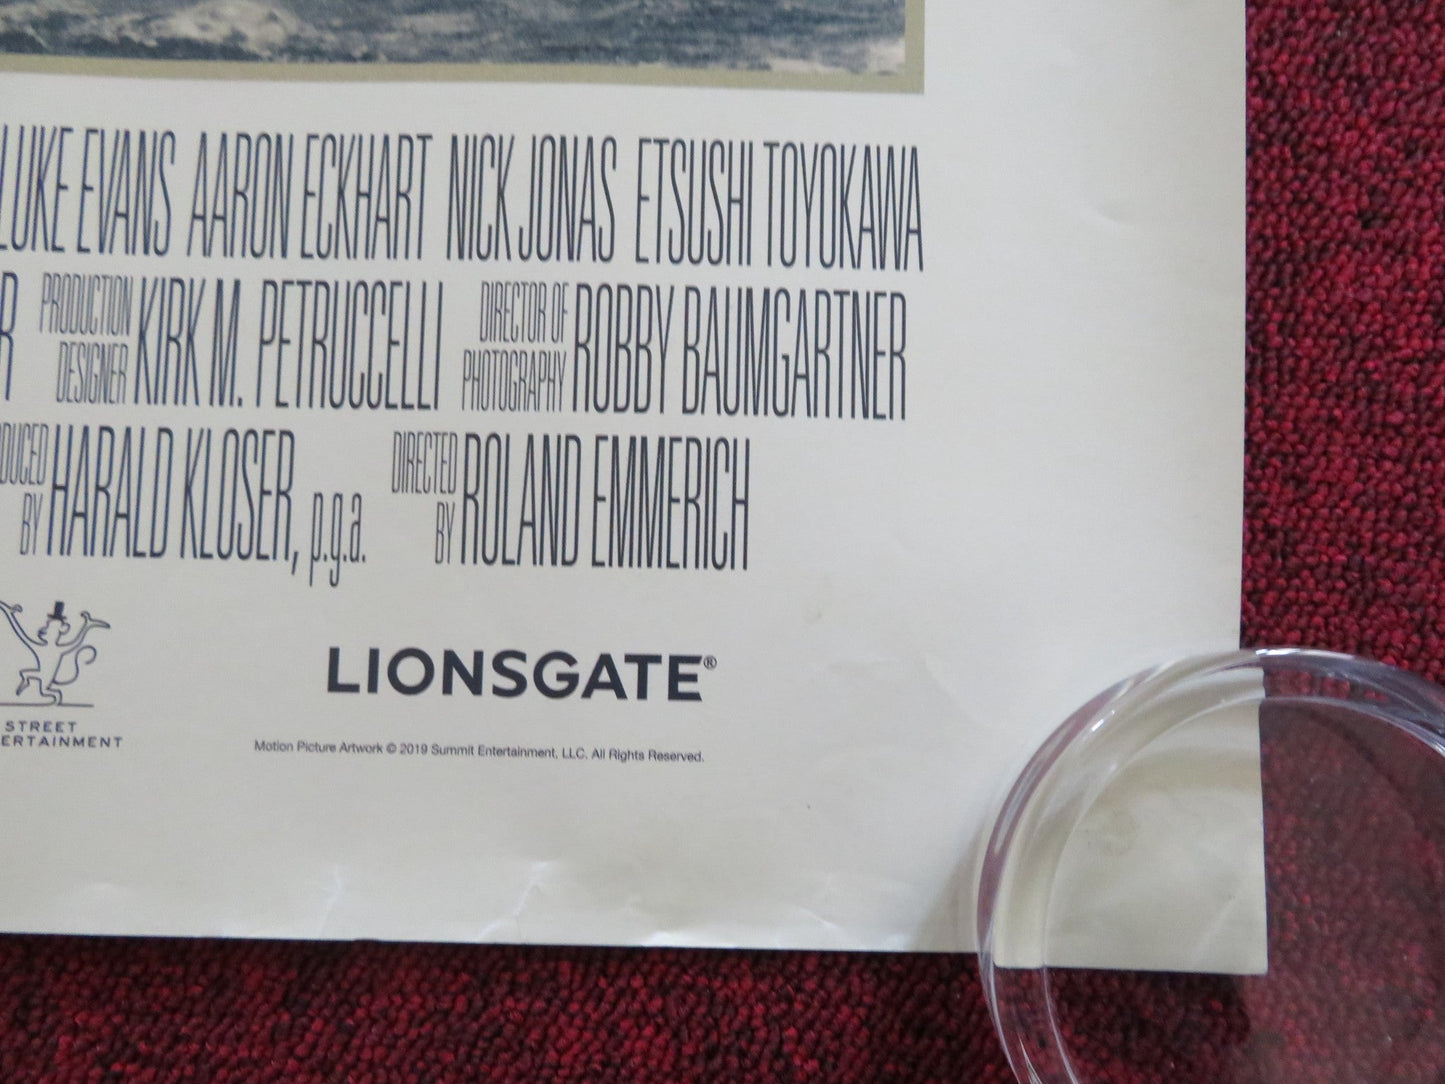 LUKE EVANS AARON ECKHART NICK JONAS ETSUSHI TOYOKAWA
PRODUCTION DESIGNER KIRK M. PETRUCCELLI DIRECTOR OF PHOTOGRAPHY ROBBY BAUMGARTNER
BY HARALD KLOSER, p.g.a. DIRECTED BY ROLAND EMMERICH
STREET
LIONSGATE®
Motion Picture Artwork © 2019 Summit Entertainment, LLC. All Rights Reserved.